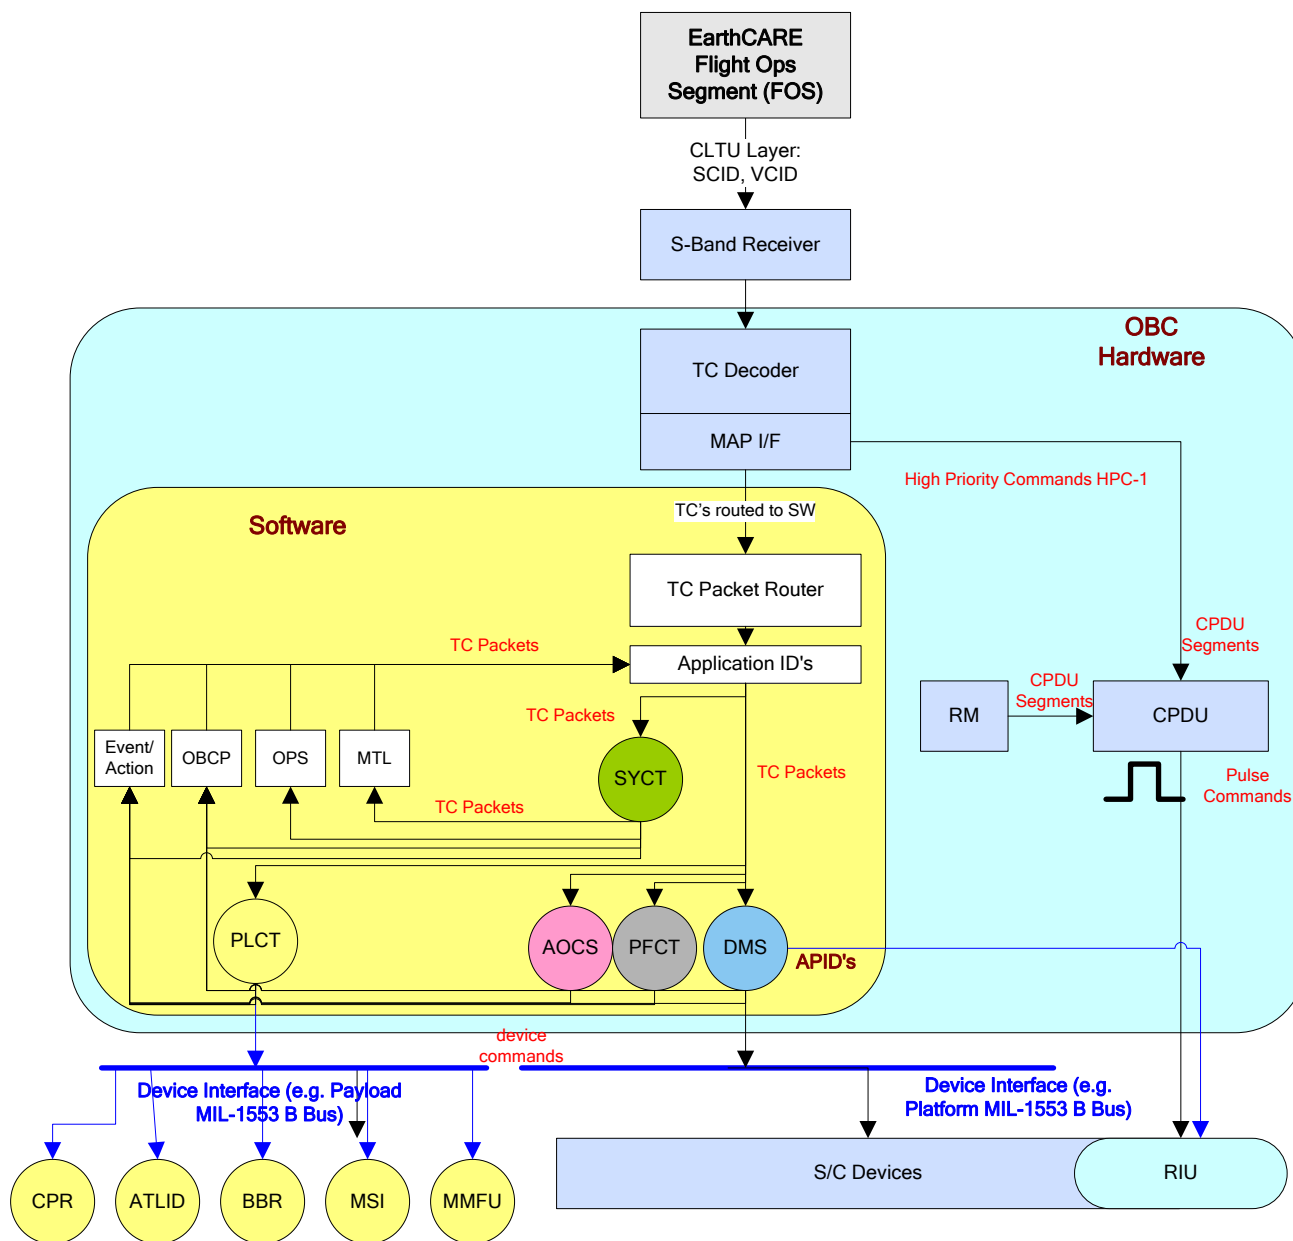 EarthCARE
Flight Ops
Segment (FOS)
CLTU Layer:
SCID, VCID
S-Band Receiver
OBC
Hardware
TC Decoder
MAP I/F
High Priority Commands HPC-1
TC's routed to SW
Software
TC Packet Router
TC Packets
Application ID's
CPDU
Segments
CPDU
Segments
RM
CPDU
TC Packets
Event/
Action
OBCP
OPS
MTL
SYCT
TC Packets
Pulse
Commands
TC Packets
PLCT
AOCS
PFCT
DMS
APID's
device
commands
Device Interface (e.g. Payload
MIL-1553 B Bus)
Device Interface (e.g.
Platform MIL-1553 B Bus)
CPR
ATLID
BBR
MSI
MMFU
S/C Devices
RIU